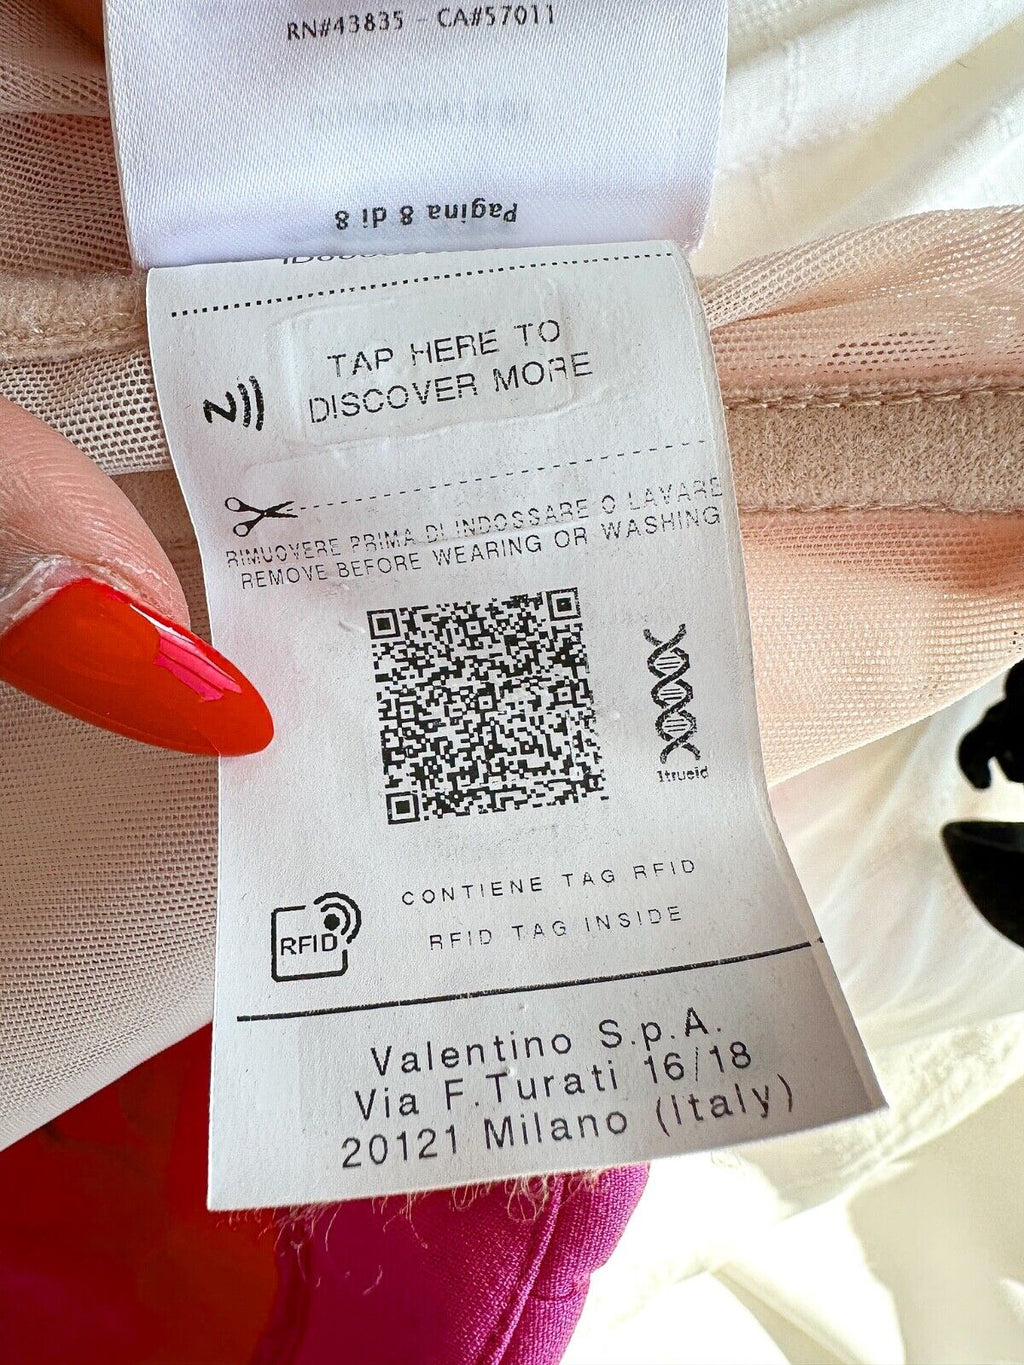 RN#43835 - CA#57011
Pagina 8 di 8
TAP HERE TO
DISCOVER MORE
RIMUOVERE PRIMA DI INDOSSARE O LAVARE
REMOVE BEFORE WEARING OR WASHING
1trueid
CONTIENE TAG RFID
RFID TAG INSIDE
RFID
Valentino S.p.A.
Via F.Turati 16/18
20121 Milano (Italy)